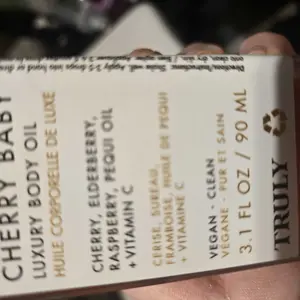 CHERRY BABY
LUXURY BODY OIL
HUILE CORPORELLE DE LUXE
CHERRY, ELDERBERRY,
RASPBERRY, PEQUI OIL
+ VITAMIN C
CERISE, SUREAU,
FRAMBOISE, HUILE DE PEQUI
+ VITAMINE C
VEGAN · CLEAN
VEGANE · PUR ET SAIN
3.1 FL OZ / 90 ML
TRULY